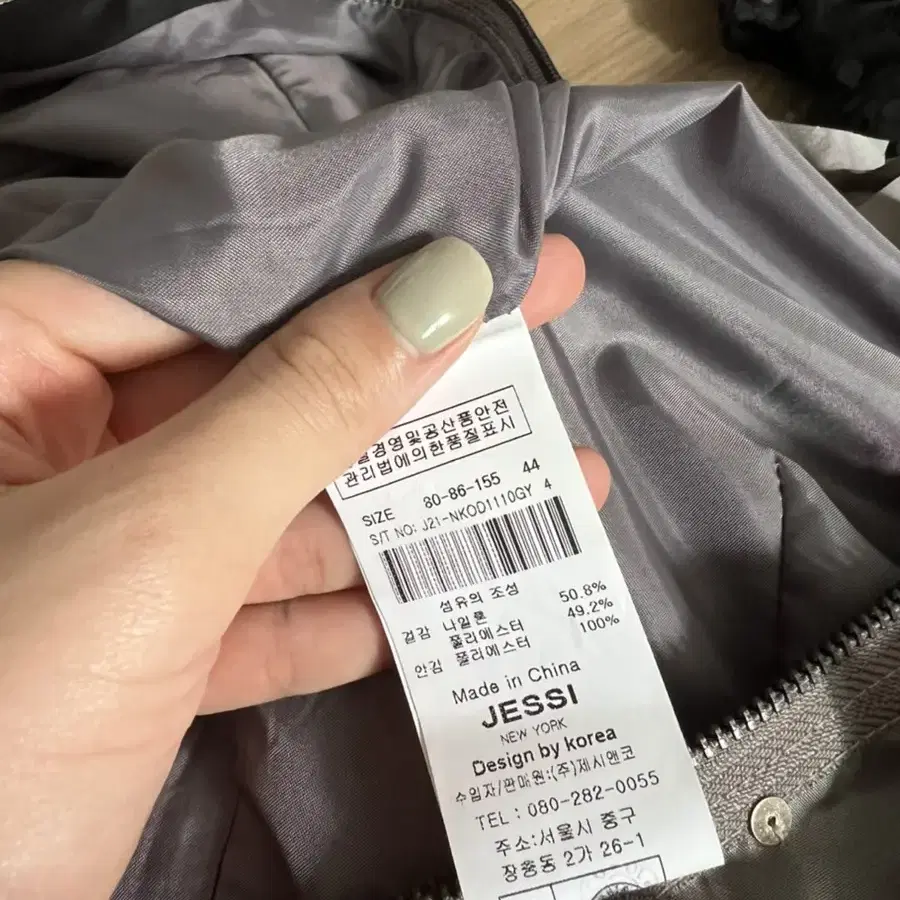 경영및공산품안전
관리법에의한품질표시
SIZE 80-86-155 44
S/T NO: J21-NKOD1110GY 4
섬유의 조성
겉감 나일론 50.8%
폴리에스터 49.2%
안감 폴리에스터 100%
Made in China
JESSI
NEW YORK
Design by korea
수입자/판매원:(주)제시앤코
TEL : 080-282-0055
주소:서울시 중구
장충동 2가 26-1